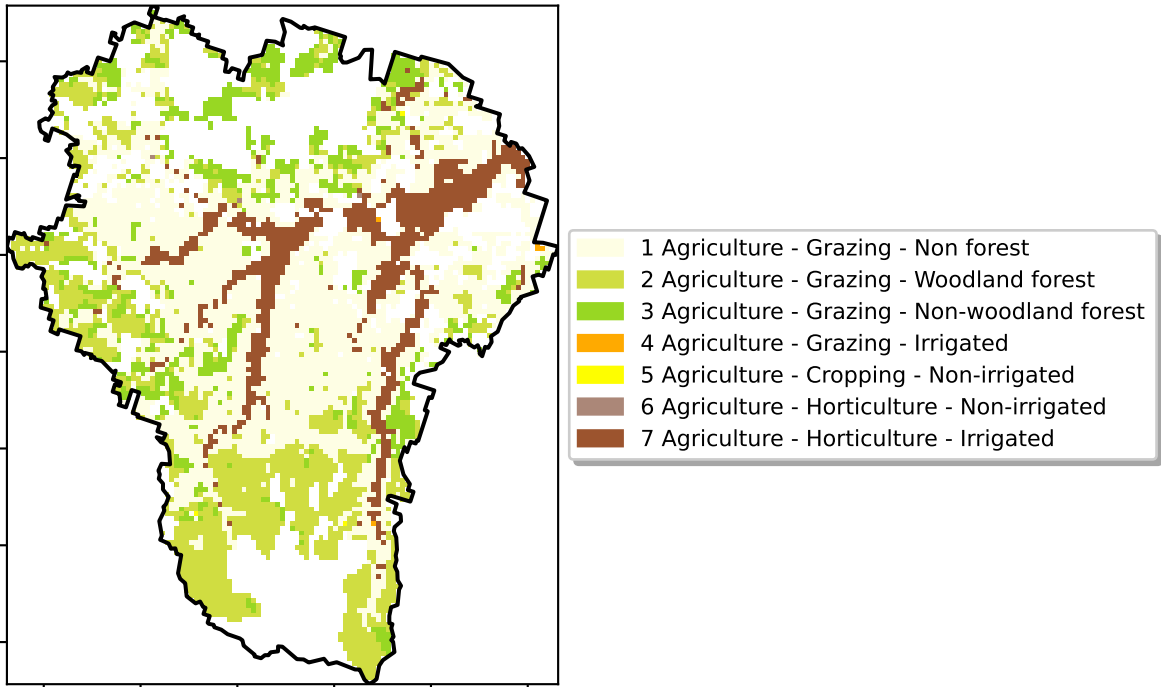 1 Agriculture - Grazing - Non forest
2 Agriculture - Grazing - Woodland forest
3 Agriculture - Grazing - Non-woodland forest
4 Agriculture - Grazing - Irrigated
5 Agriculture - Cropping - Non-irrigated
6 Agriculture - Horticulture - Non-irrigated
7 Agriculture - Horticulture - Irrigated